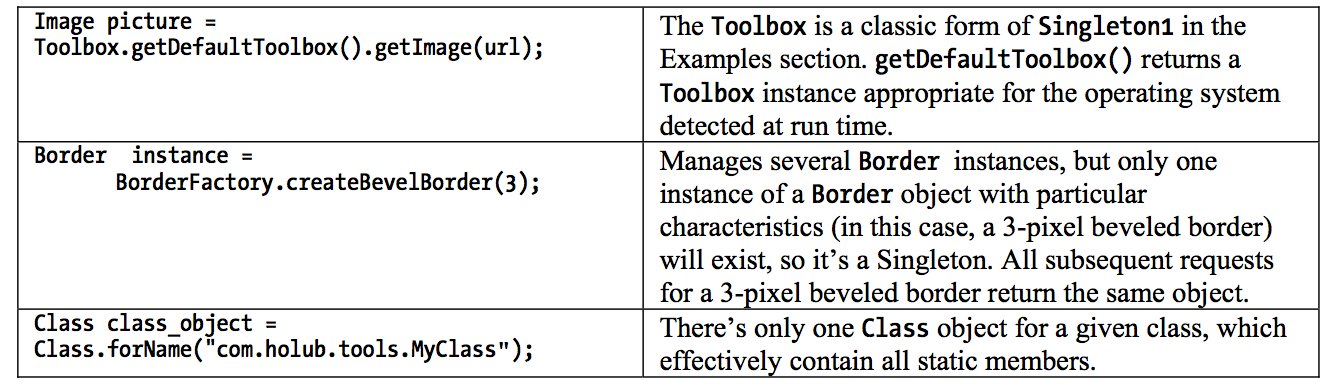 Image picture =
Toolbox.getDefaultToolbox().getImage(url);
The Toolbox is a classic form of Singleton1 in the
Examples section. getDefaultToolbox() returns a
Toolbox instance appropriate for the operating system
detected at run time.
Border instance =
BorderFactory.createBevelBorder(3);
Manages several Border instances, but only one
instance of a Border object with particular
characteristics (in this case, a 3-pixel beveled border)
will exist, so it’s a Singleton. All subsequent requests
for a 3-pixel beveled border return the same object.
Class class_object =
Class.forName("com.holub.tools.MyClass");
There’s only one Class object for a given class, which
effectively contain all static members.